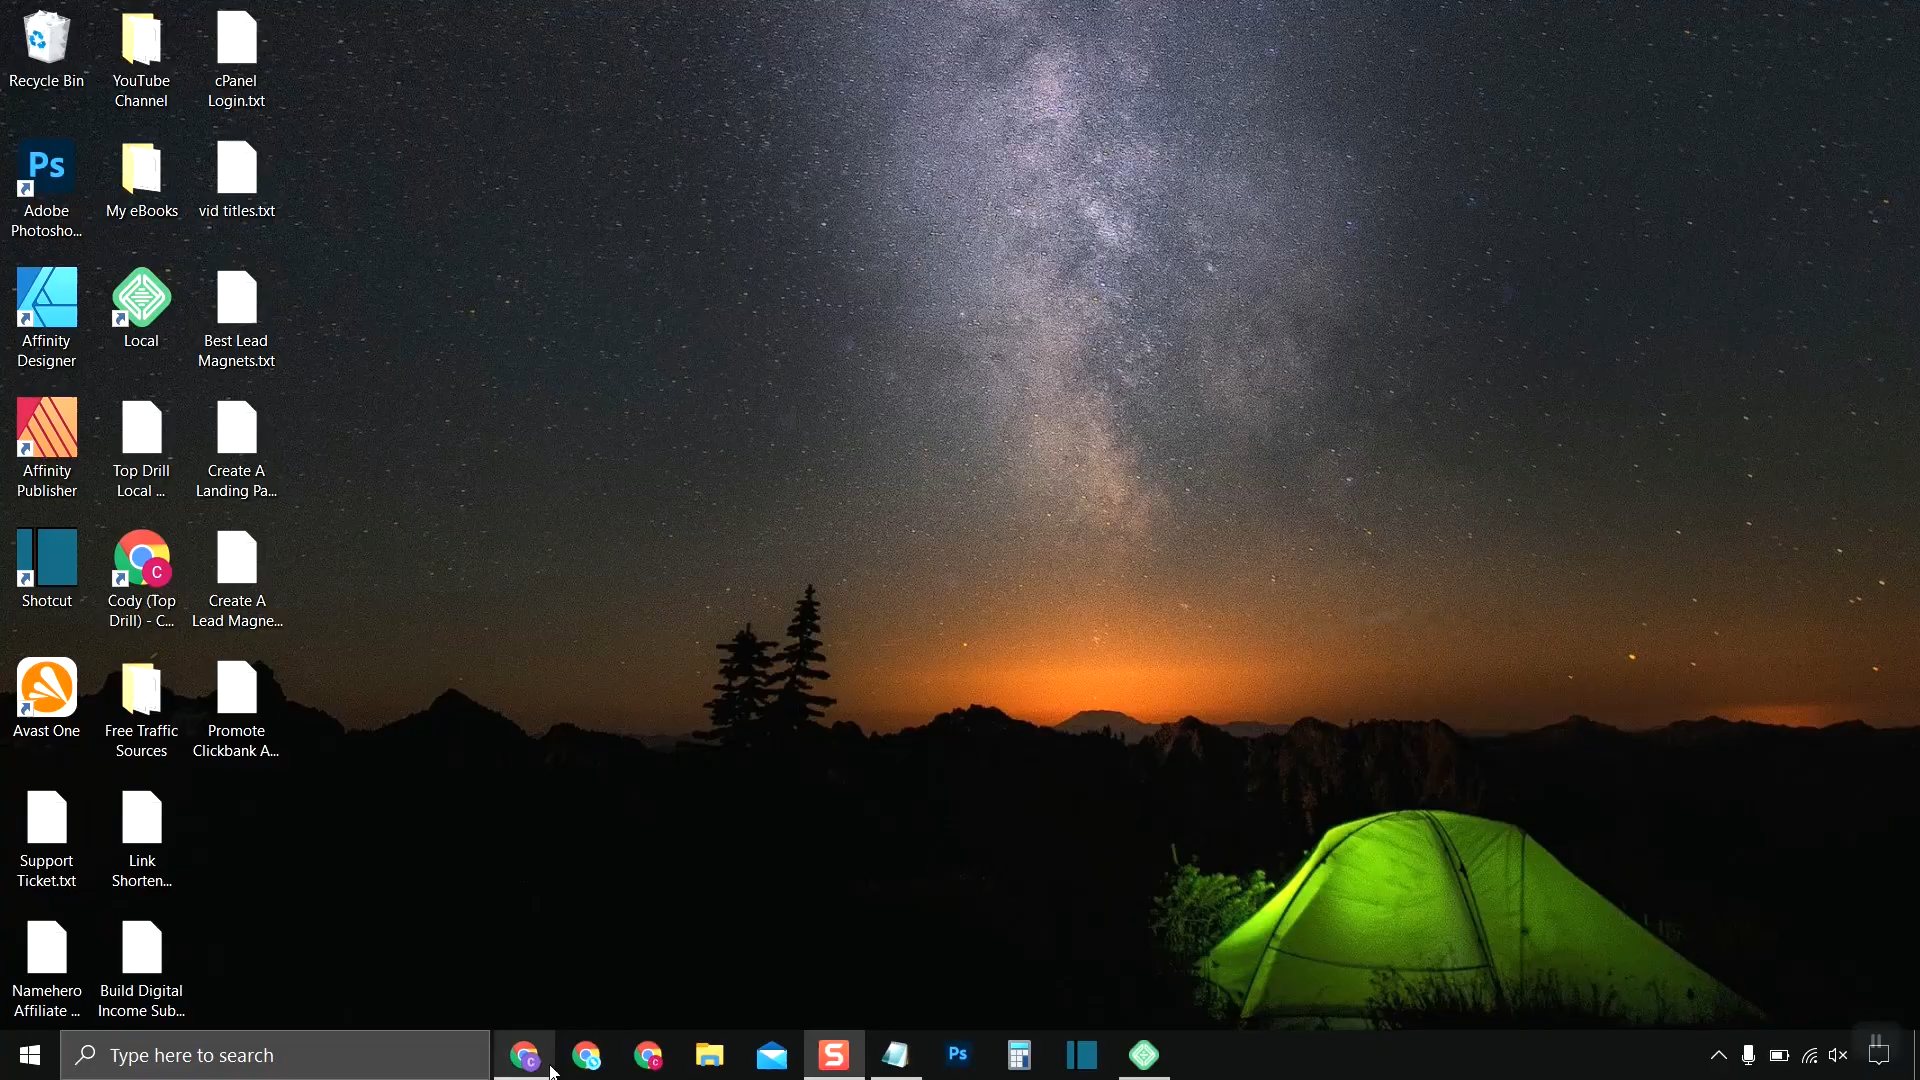 Recycle Bin
YouTube
Channel
cPanel
Login.txt
Ps
Adobe
Photosho...
My eBooks
vid titles.txt
Affinity
Designer
Local
Best Lead
Magnets.txt
Affinity
Publisher
Top Drill
Local ...
Create A
Landing Pa...
Shotcut
C
Cody (Top
Drill) - C...
Create A
Lead Magne...
Avast One
Free Traffic
Sources
Promote
Clickbank A...
Support
Ticket.txt
Link
Shorten...
Namehero
Affiliate ...
Build Digital
Income Sub...
Type here to search
C
C
S
Ps